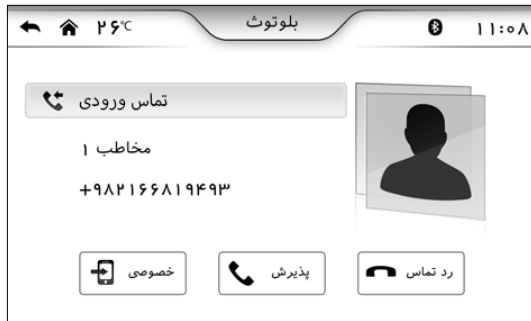 ۱۱:۰۸ بلوتوث ۲۶°C
تماس ورودی
مخاطب ۱
+۹۸۲۱۶۶۸۱۹۴۹۳
رد تماس پذیرش خصوصی